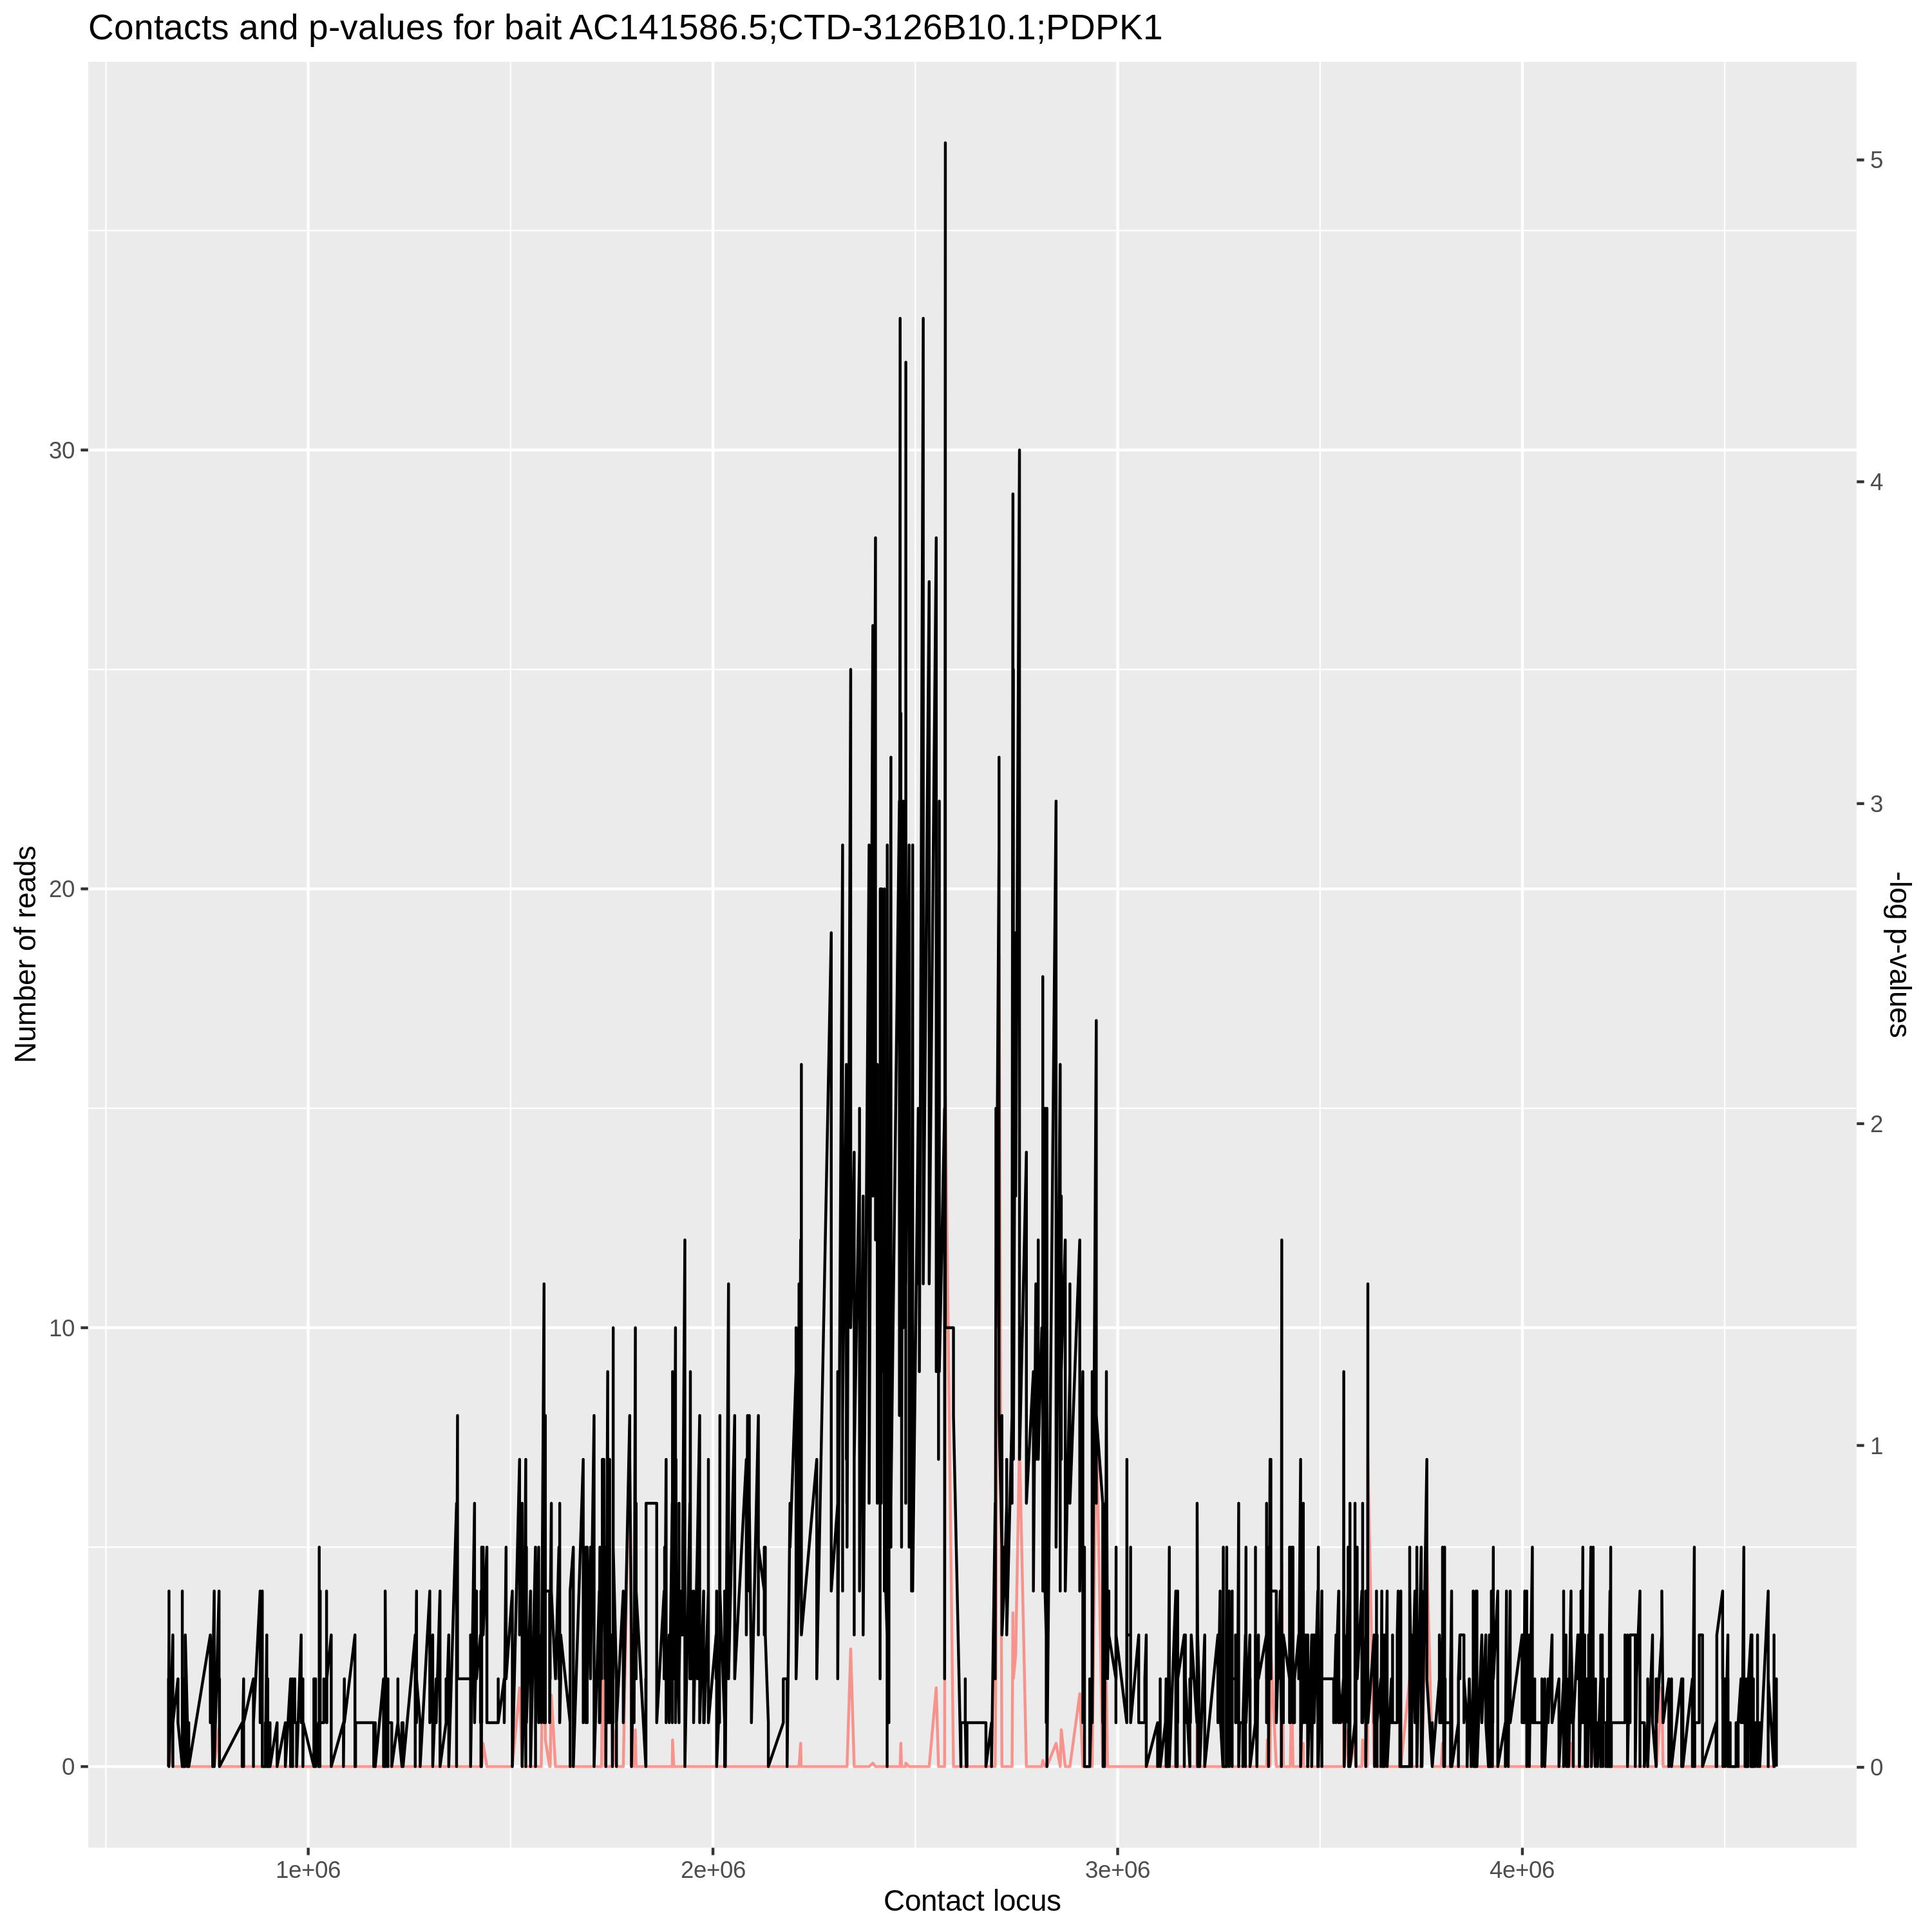 Contacts and p-values for bait AC141586.5;CTD-3126B10.1;PDPK1
Number of reads
30
20
10
0
5
4
3
2
1
0
-log p-values
1e+06
2e+06
3e+06
4e+06
Contact locus